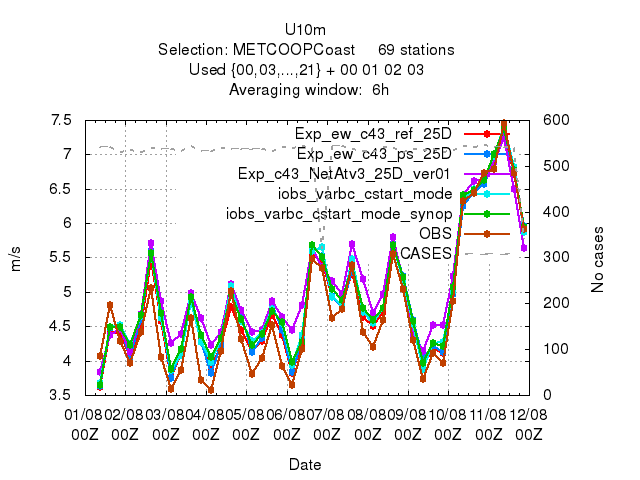 U10m
Selection: METCOOPCoast 69 stations
Used {00,03,...,21} + 00 01 02 03
Averaging window: 6h
7.5
7
6.5
6
5.5
5
4.5
4
3.5
m/s
600
500
400
300
200
100
0
No cases
Exp_ew_c43_ref_25D
Exp_ew_c43_ps_25D
Exp_c43_NetAtv3_25D_ver01
iobs_varbc_cstart_mode
iobs_varbc_cstart_mode_synop
OBS
CASES
01/08 02/08 03/08 04/08 05/08 06/08 07/08 08/08 09/08 10/08 11/08 12/08
00Z 00Z 00Z 00Z 00Z 00Z 00Z 00Z 00Z 00Z 00Z 00Z
Date